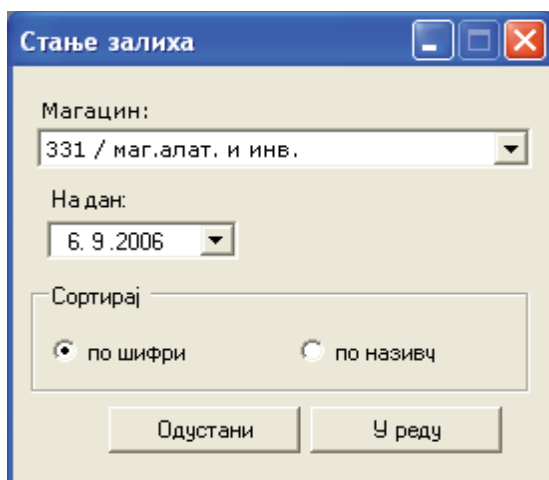 Стање залиха
Магацин:
331 / маг.алат. и инв.
На дан:
6. 9 .2006
Сортирај
по шифри по називу
Одустани У реду